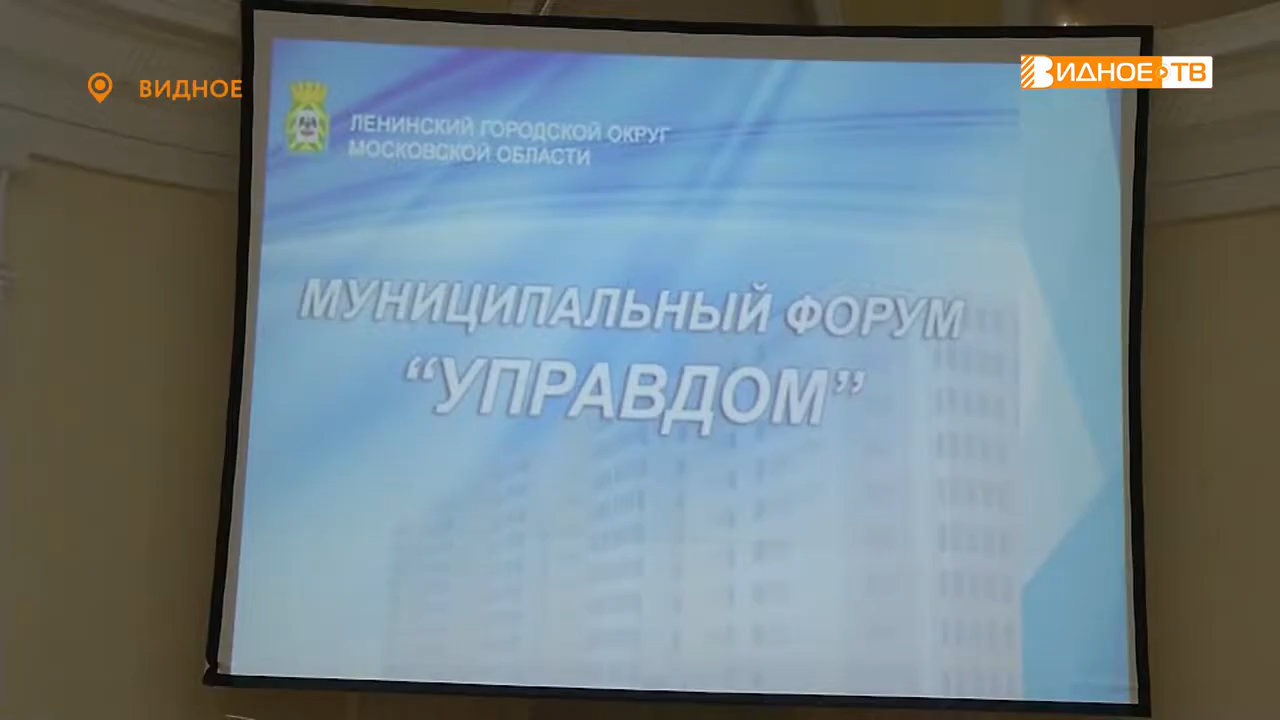 ВИДНОЕ
ВИДНОЕ ТВ
ЛЕНИНСКИЙ ГОРОДСКОЙ ОКРУГ
МОСКОВСКОЙ ОБЛАСТИ
МУНИЦИПАЛЬНЫЙ ФОРУМ
“УПРАВДОМ”